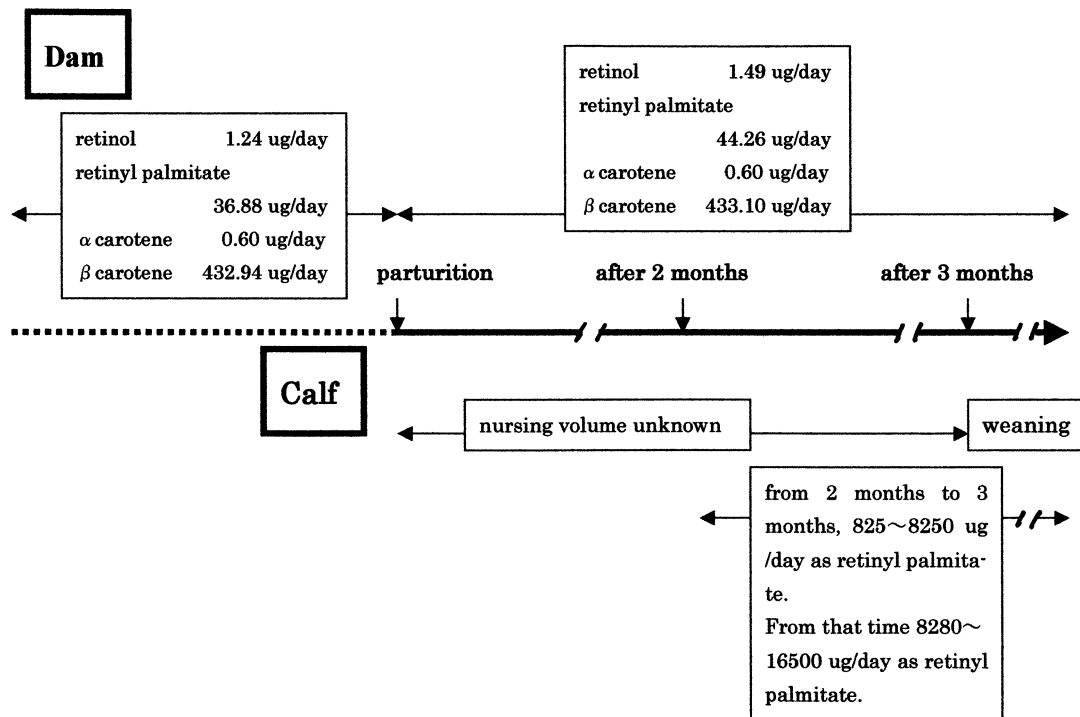 Dam
retinol 1.24 ug/day
retinyl palmitate
36.88 ug/day
α carotene 0.60 ug/day
β carotene 432.94 ug/day
retinol 1.49 ug/day
retinyl palmitate
44.26 ug/day
α carotene 0.60 ug/day
β carotene 433.10 ug/day
parturition
after 2 months
after 3 months
Calf
nursing volume unknown
weaning
from 2 months to 3
months, 825～8250 ug
/day as retinyl palmita-
te.
From that time 8280～
16500 ug/day as retinyl
palmitate.